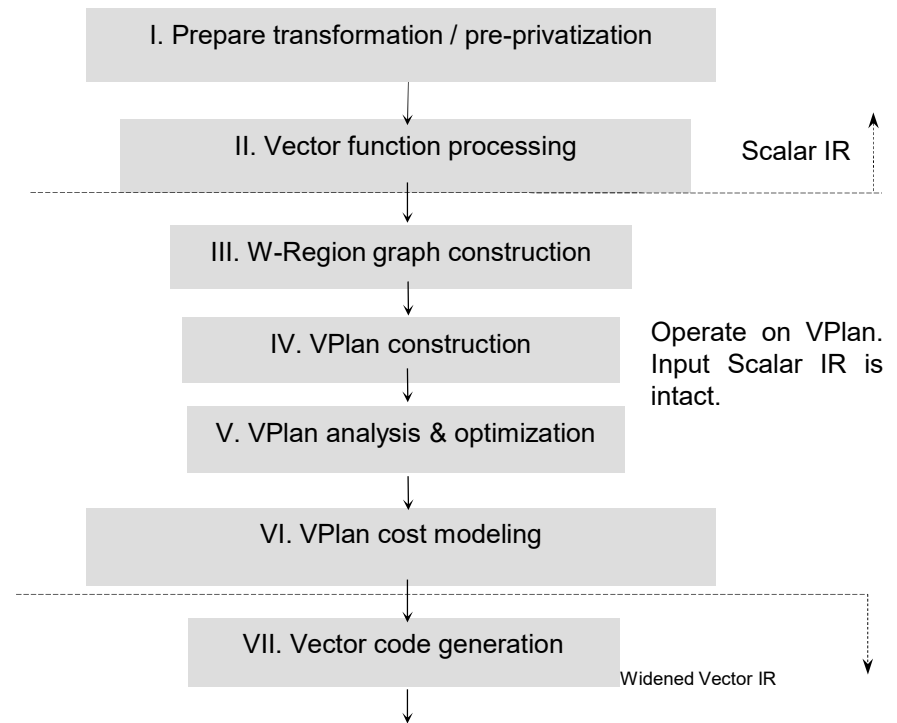 I. Prepare transformation / pre-privatization
II. Vector function processing
Scalar IR
III. W-Region graph construction
IV. VPlan construction
Operate on VPlan.
Input Scalar IR is
intact.
V. VPlan analysis & optimization
VI. VPlan cost modeling
VII. Vector code generation
Widened Vector IR